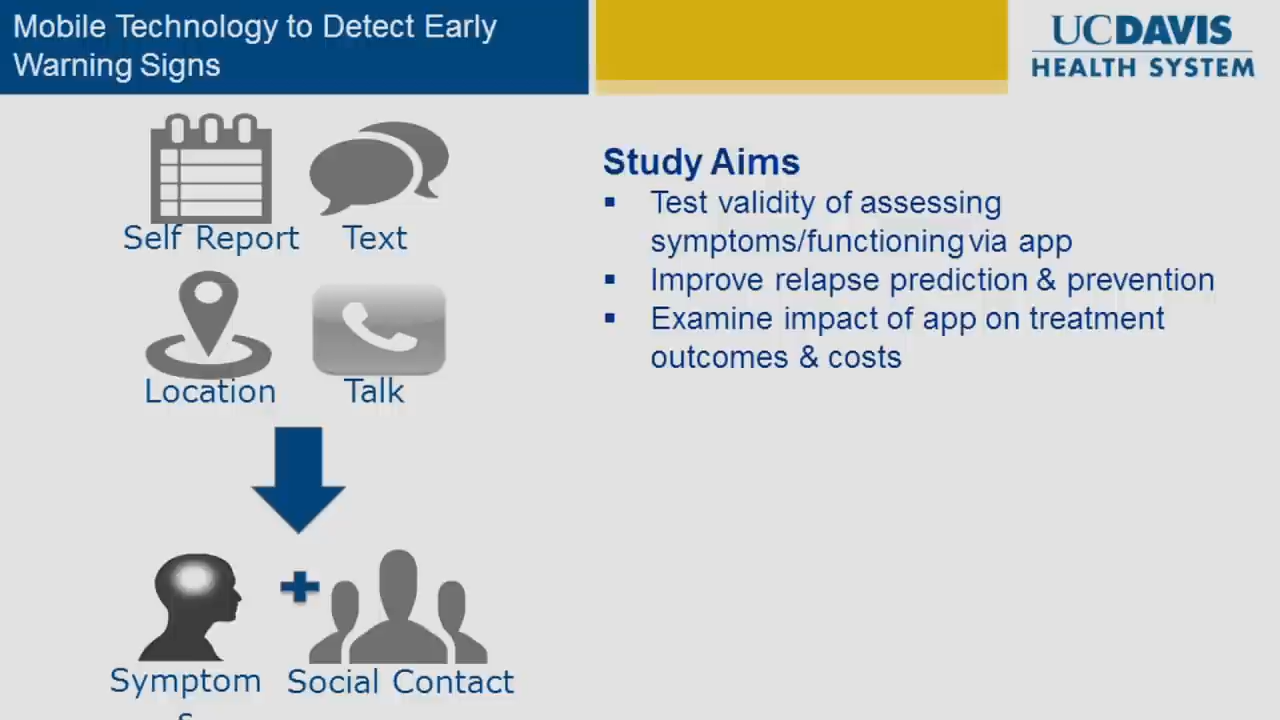 Mobile Technology to Detect Early
Warning Signs
UCDAVIS
HEALTH SYSTEM
Self Report
Text
Location
Talk
Symptom
s
Social Contact
Study Aims
▪ Test validity of assessing
symptoms/functioning via app
▪ Improve relapse prediction & prevention
▪ Examine impact of app on treatment
outcomes & costs